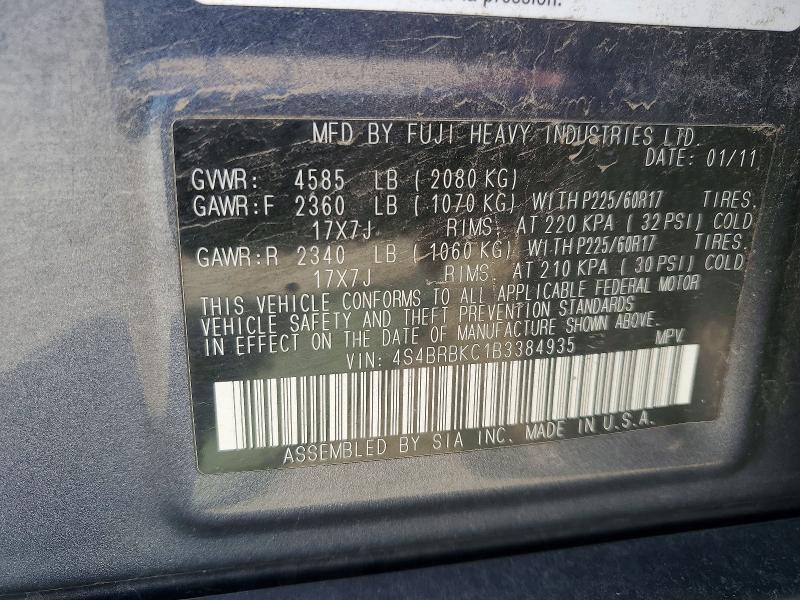 MFD BY FUJI HEAVY INDUSTRIES LTD.
DATE: 01/11
GVWR: 4585 LB ( 2080 KG)
GAWR:F 2360 LB ( 1070 KG) WITH P225/60R17 TIRES.
17X7J RIMS, AT 220 KPA ( 32 PSI) COLD
GAWR:R 2340 LB ( 1060 KG) WITH P225/60R17 TIRES.
17X7J RIMS, AT 210 KPA ( 30 PSI) COLD
THIS VEHICLE CONFORMS TO ALL APPLICABLE FEDERAL MOTOR
VEHICLE SAFETY AND THEFT PREVENTION STANDARDS
IN EFFECT ON THE DATE OF MANUFACTURE SHOWN ABOVE.
VIN: 4S4BRBKC1B3384935 MPV
ASSEMBLED BY SIA INC. MADE IN U.S.A.